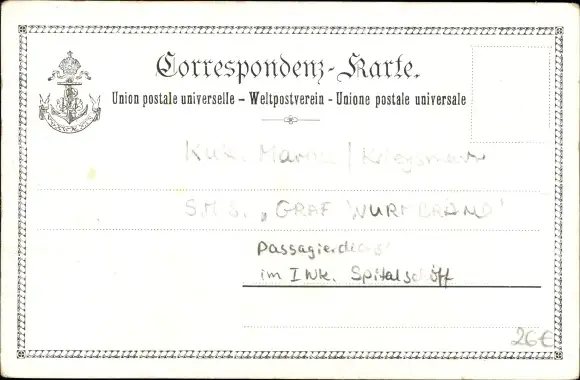 Correspondenz-Karte.
Union postale universelle – Weltpostverein - Unione postale universale
K.u.K. Marine / Kriegsmarine
S.M.S. „GRAF WURMBRAND"
Passagierdienst
im I WK. Spitalschiff
26€